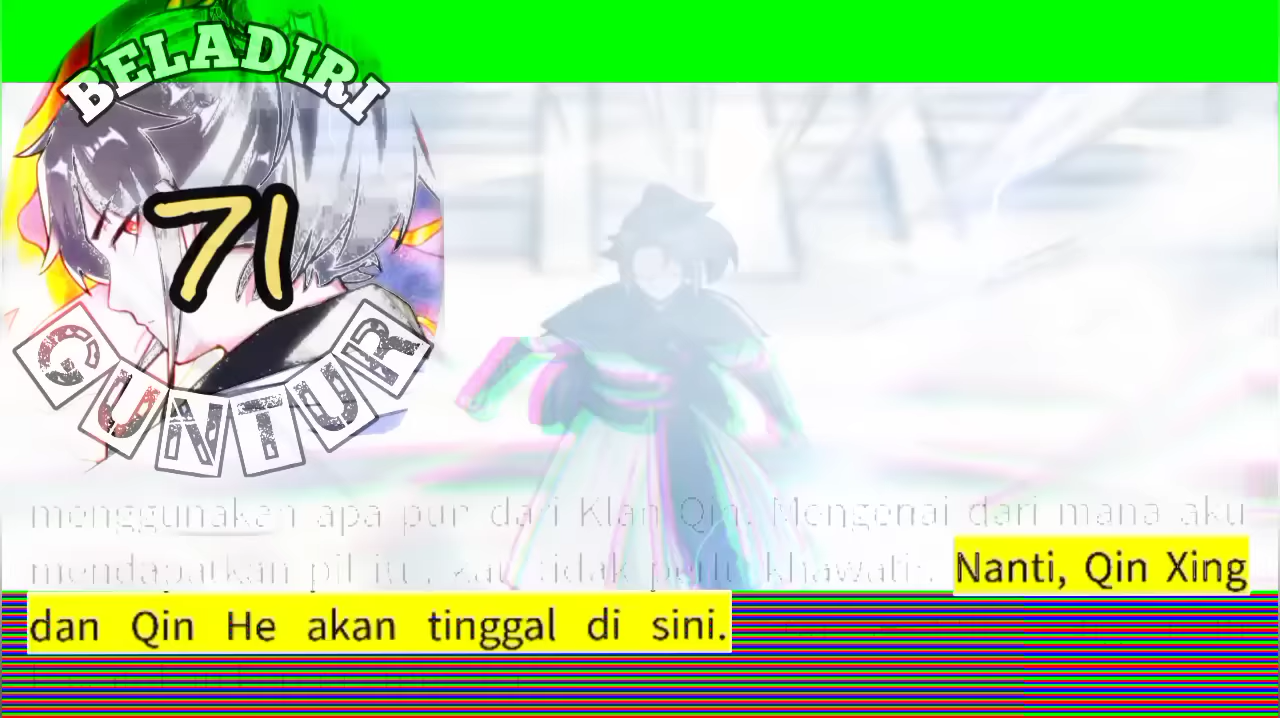 BELADIRI
71
GUNTUR
menggunakan apa pun dari Klan Qin. Mengenai dari mana aku
mendapatkan pil itu, kau tidak perlu khawatir. Nanti, Qin Xing
dan Qin He akan tinggal di sini.